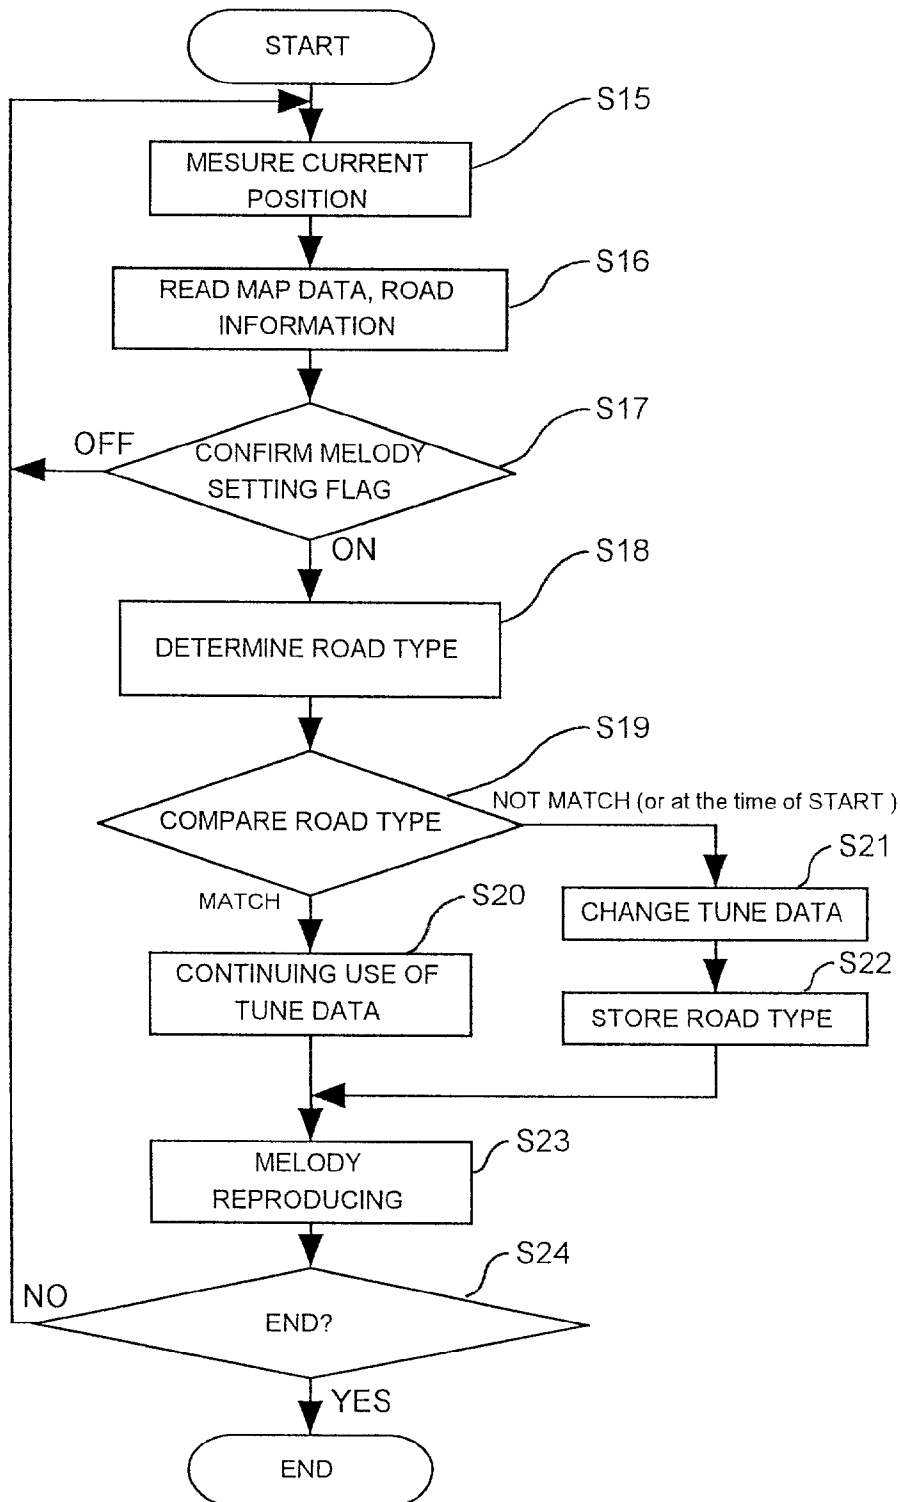 START
S15
MESURE CURRENT
POSITION
S16
READ MAP DATA, ROAD
INFORMATION
S17
OFF
CONFIRM MELODY
SETTING FLAG
ON
S18
DETERMINE ROAD TYPE
S19
NOT MATCH (or at the time of START )
COMPARE ROAD TYPE
S21
MATCH
S20
CHANGE TUNE DATA
CONTINUING USE OF
TUNE DATA
S22
STORE ROAD TYPE
S23
MELODY
REPRODUCING
S24
NO
END?
YES
END